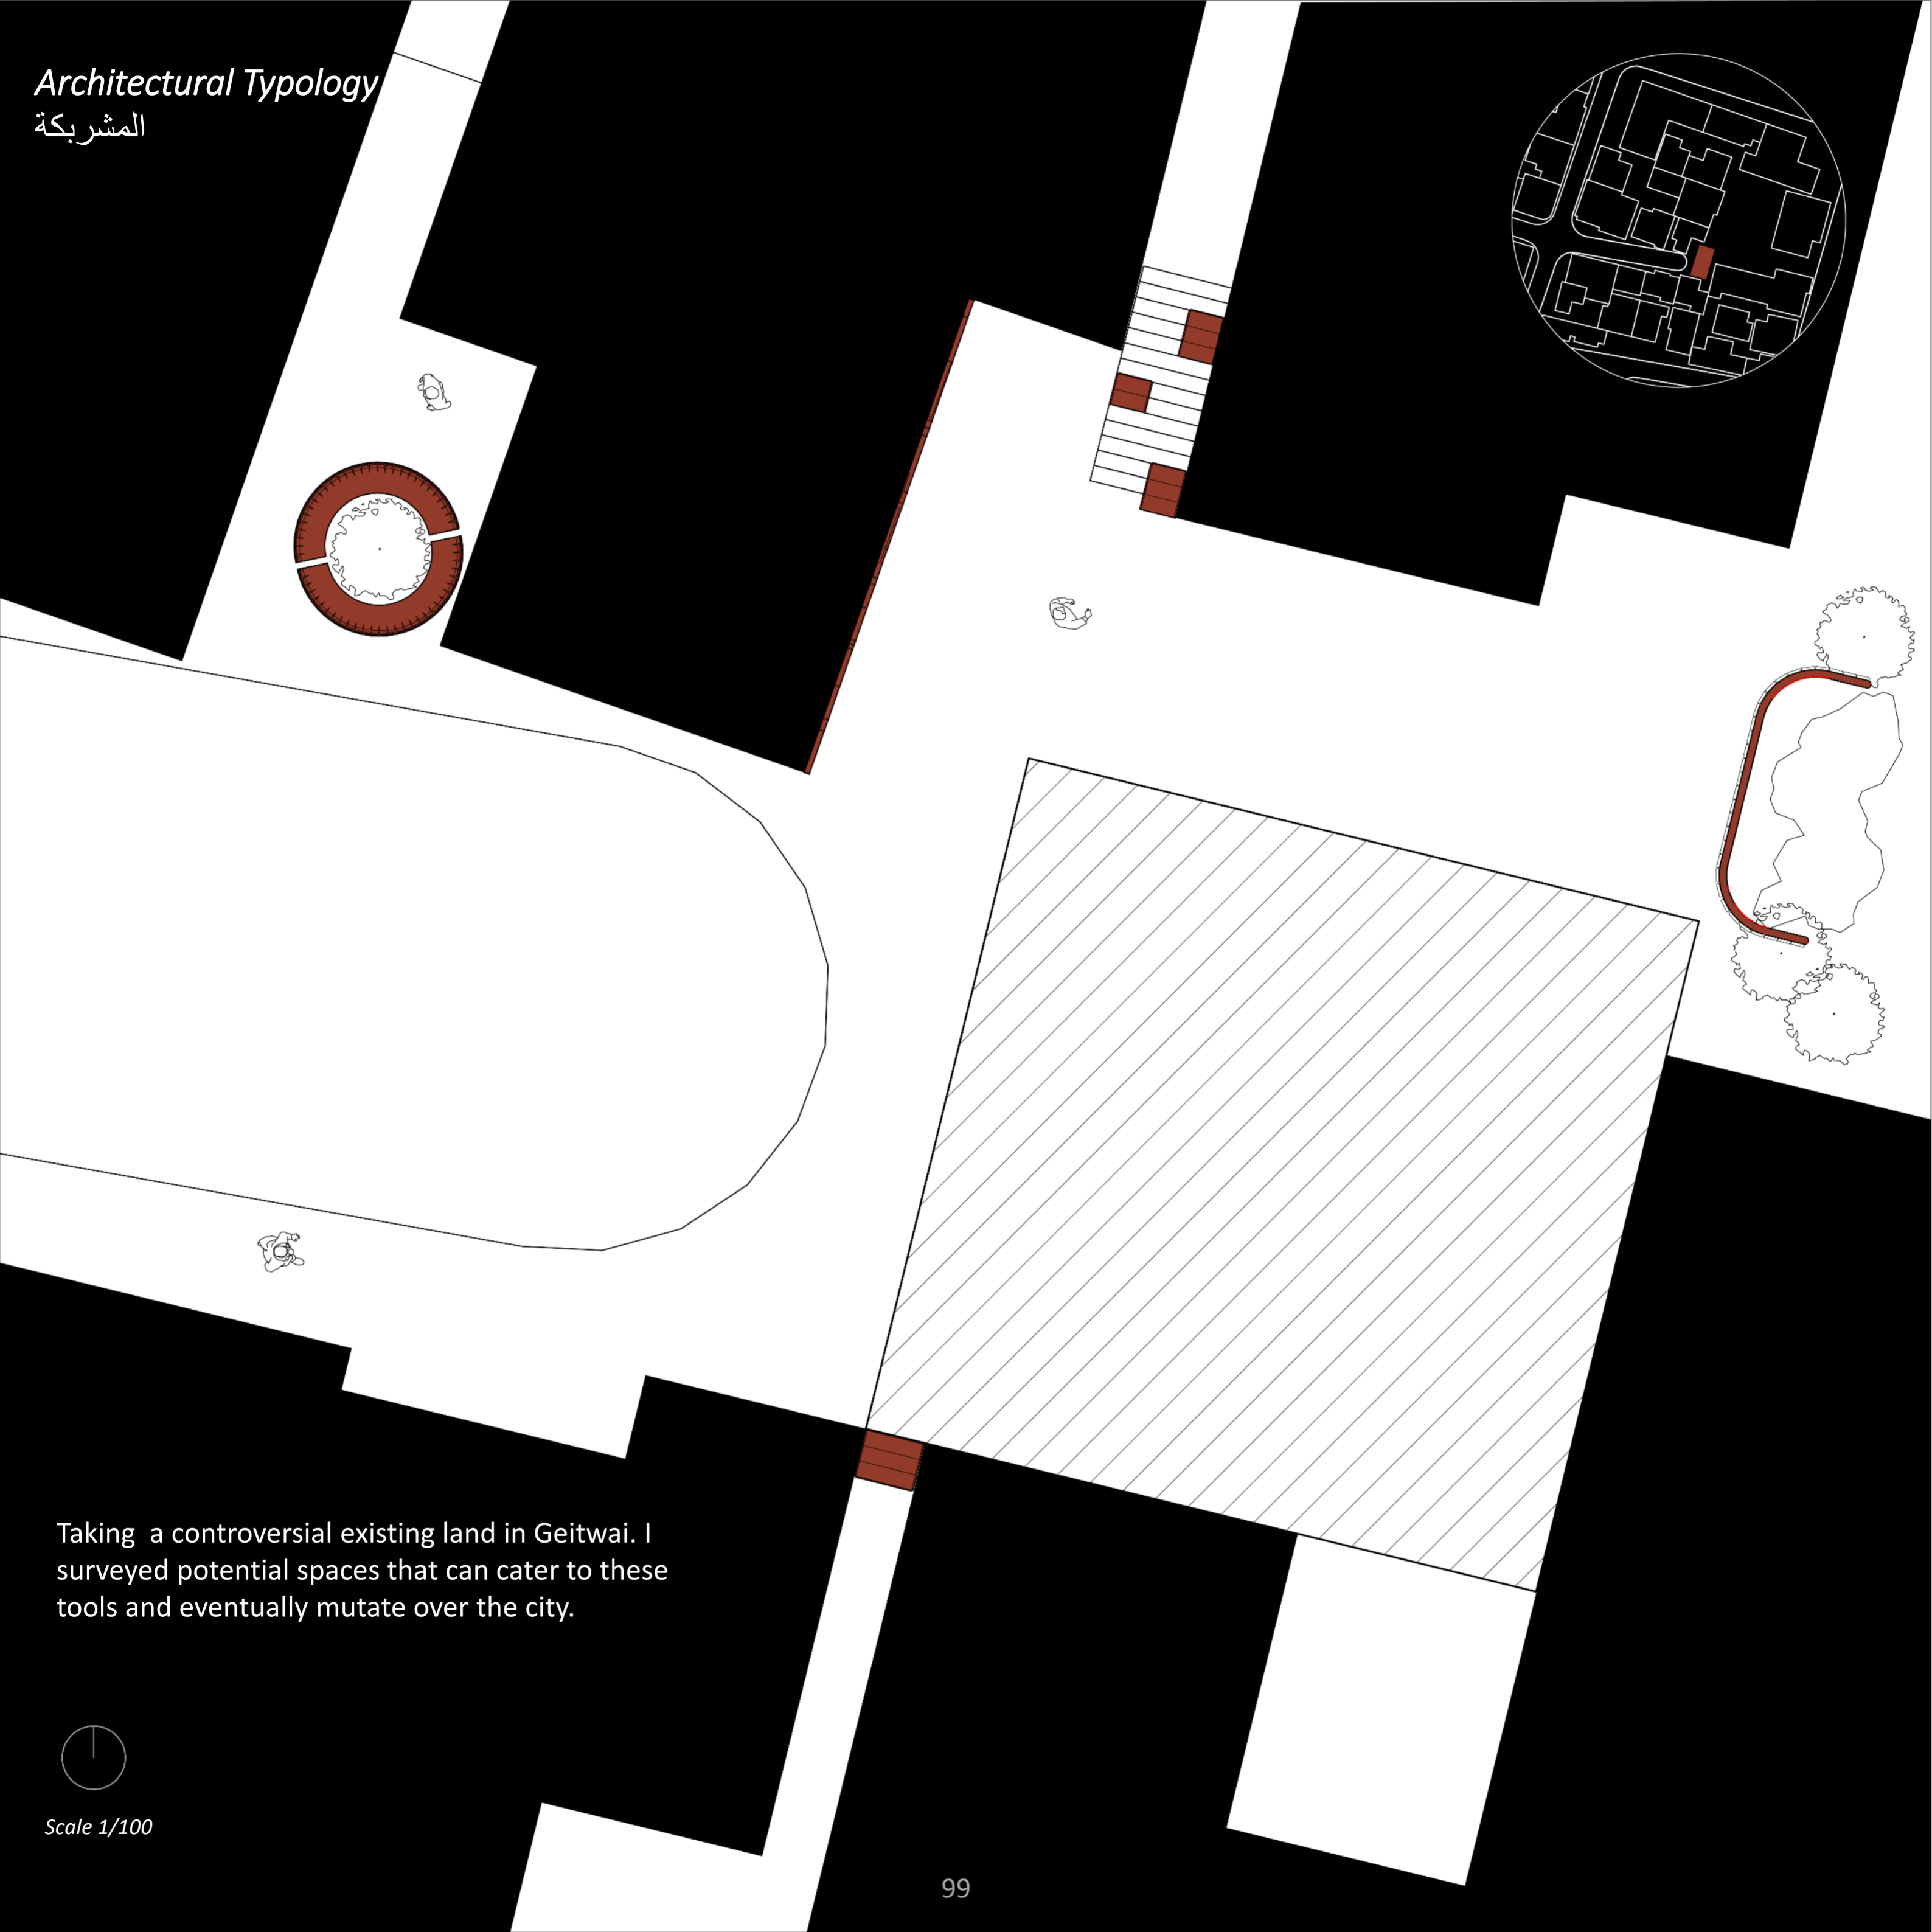 Architectural Typology
المشربكة
Taking  a controversial existing land in Geitwai. I
surveyed potential spaces that can cater to these
tools and eventually mutate over the city.
Scale 1/100
99